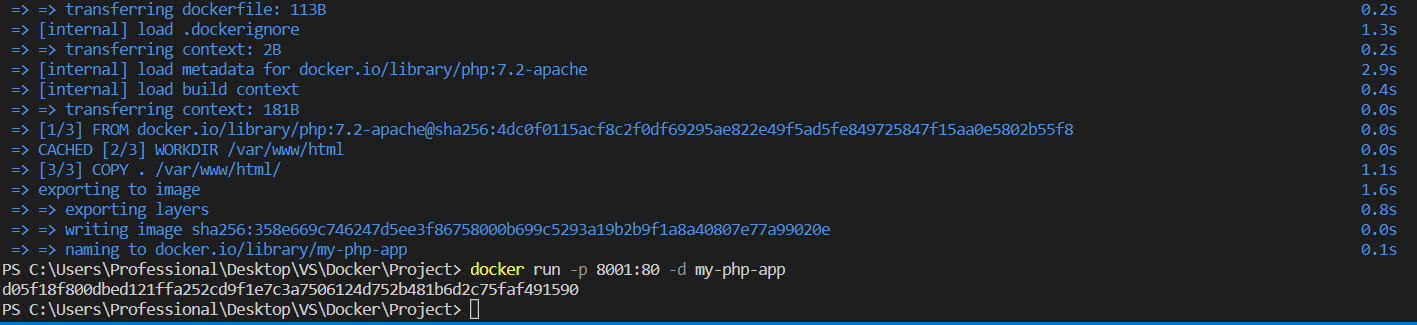 => => transferring dockerfile: 113B 0.2s
=> [internal] load .dockerignore 1.3s
=> => transferring context: 2B 0.2s
=> [internal] load metadata for docker.io/library/php:7.2-apache 2.9s
=> [internal] load build context 0.4s
=> => transferring context: 181B 0.0s
=> [1/3] FROM docker.io/library/php:7.2-apache@sha256:4dc0f0115acf8c2f0df69295ae822e49f5ad5fe849725847f15aa0e5802b55f8 0.0s
=> CACHED [2/3] WORKDIR /var/www/html 0.0s
=> [3/3] COPY . /var/www/html/ 1.1s
=> exporting to image 1.6s
=> => exporting layers 0.8s
=> => writing image sha256:358e669c746247d5ee3f86758000b699c5293a19b2b9f1a8a40807e77a99020e 0.0s
=> => naming to docker.io/library/my-php-app 0.1s
PS C:\Users\Professional\Desktop\VS\Docker\Project> docker run -p 8001:80 -d my-php-app
d05f18f800dbed121ffa252cd9f1e7c3a7506124d752b481b6d2c75faf491590
PS C:\Users\Professional\Desktop\VS\Docker\Project>